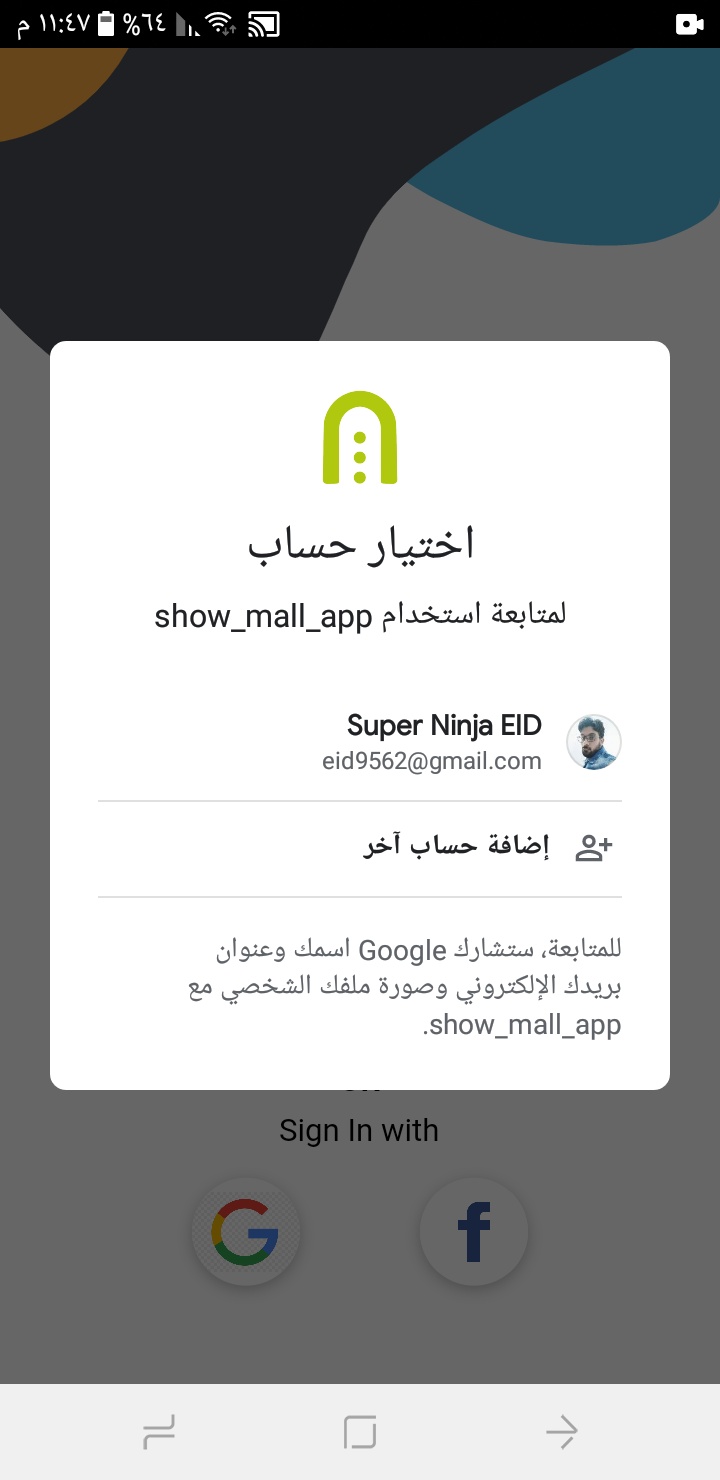 م ١١:٤٧ %٦٤
اختيار حساب
لمتابعة استخدام show_mall_app
Super Ninja EID
eid9562@gmail.com
إضافة حساب آخر
للمتابعة، ستشارك Google اسمك وعنوان
بريدك الإلكتروني وصورة ملفك الشخصي مع
show_mall_app.
Sign In with